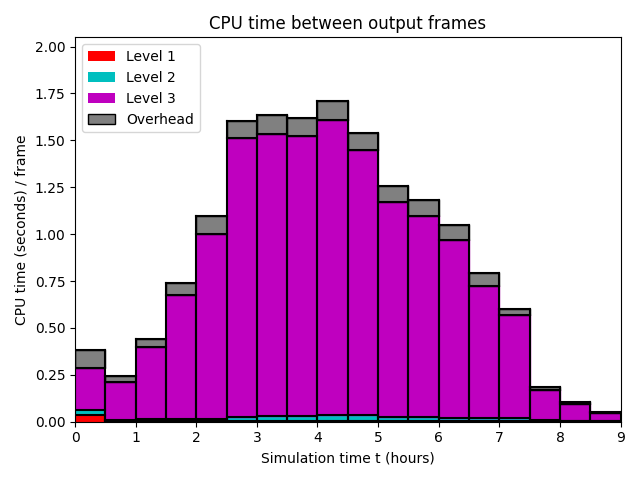 CPU time between output frames
2.00
1.75
1.50
1.25
1.00
0.75
0.50
0.25
0.00
CPU time (seconds) / frame
Level 1
Level 2
Level 3
Overhead
0 1 2 3 4 5 6 7 8 9
Simulation time t (hours)